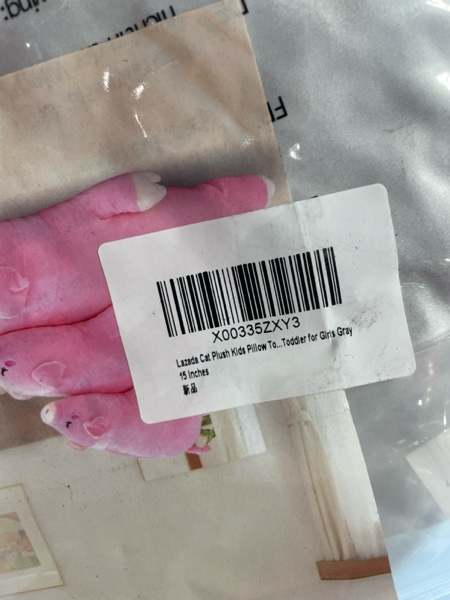 X00335ZXY3
Lazada Cat Plush Kids Pillow To...Toddler for Girls Gray
15 Inches
新品